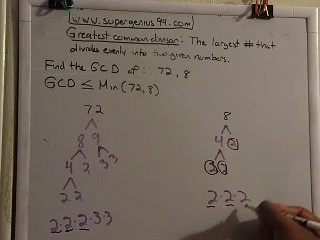 www.supergenius99.com
Greatest common divisor: The largest # that
divides evenly into two given numbers.
Find the GCD of: 72, 8
GCD ≤ Min(72,8)
72
8 9
4 2 3 3
2 2
2·2·2·3·3
8
4 2
2 2
2·2·2